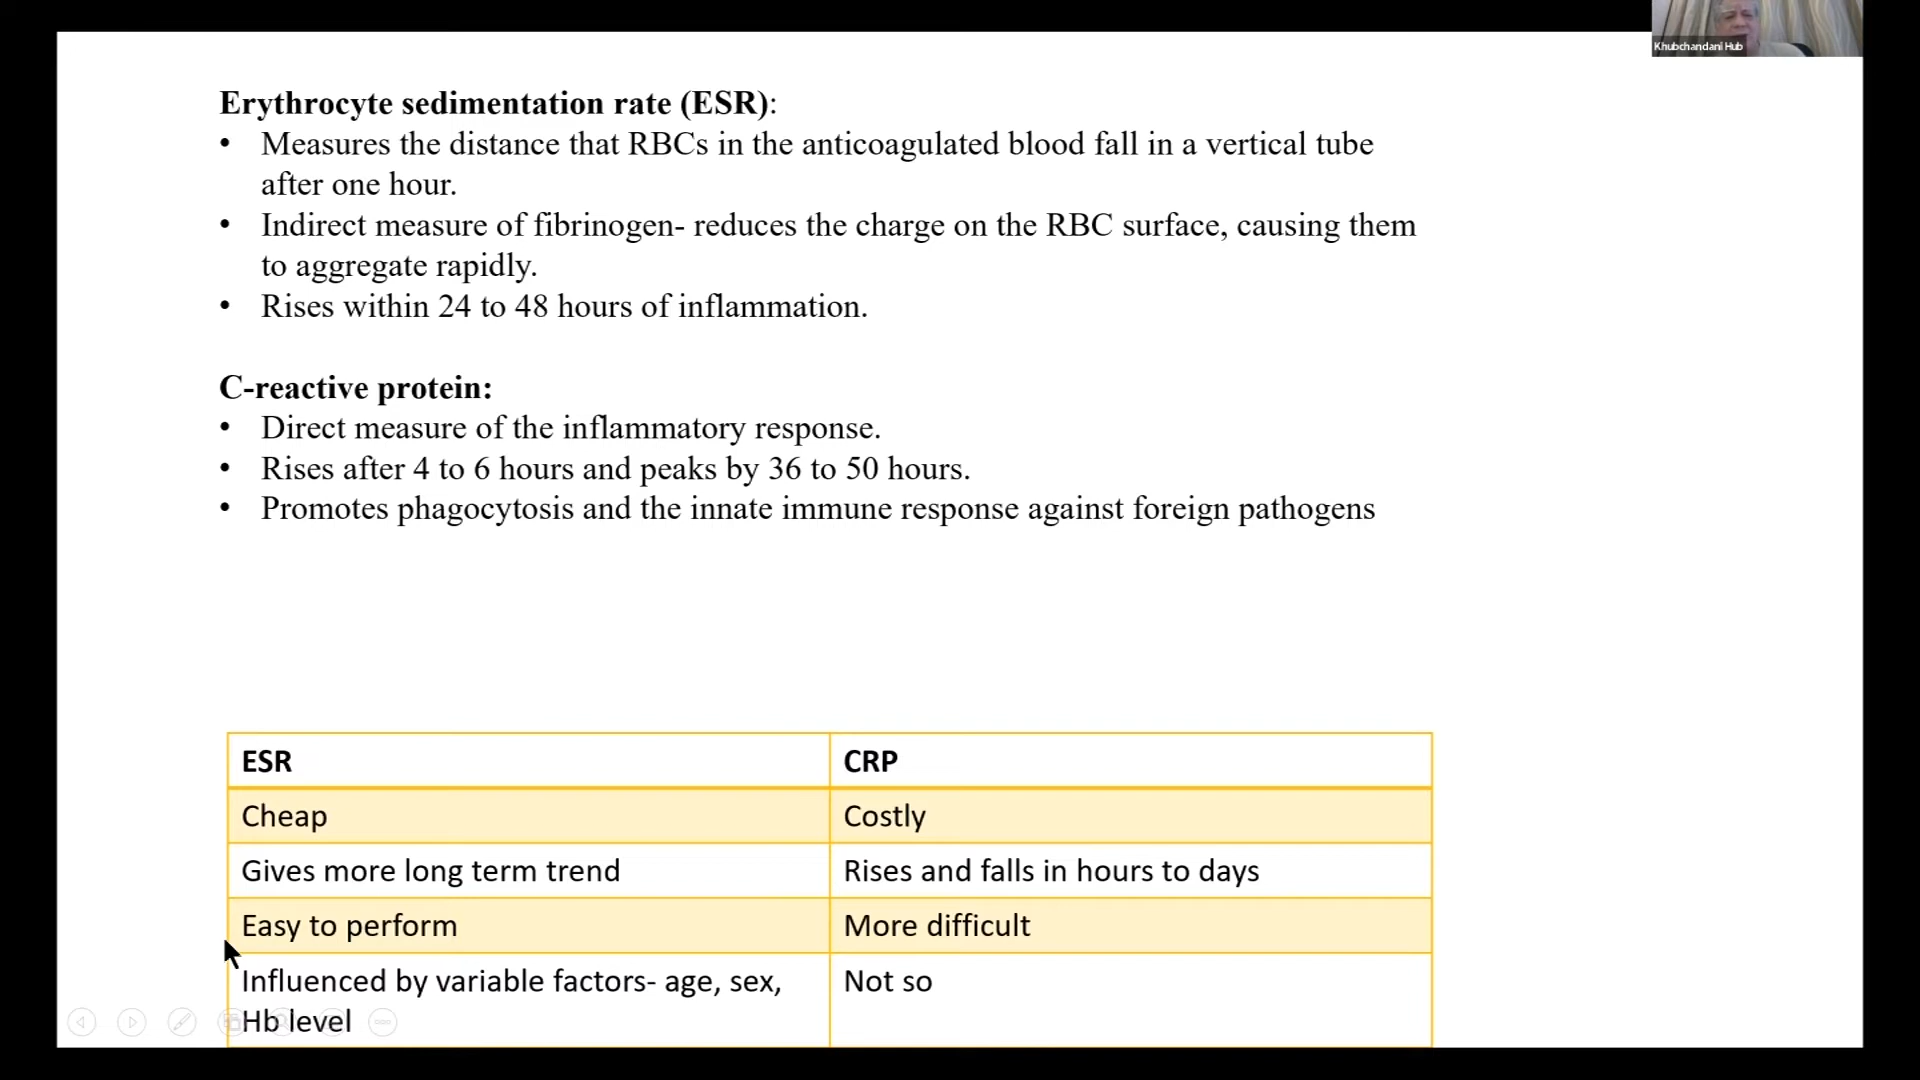 Khubchandani Hub
Erythrocyte sedimentation rate (ESR):
• Measures the distance that RBCs in the anticoagulated blood fall in a vertical tube
after one hour.
• Indirect measure of fibrinogen- reduces the charge on the RBC surface, causing them
to aggregate rapidly.
• Rises within 24 to 48 hours of inflammation.
C-reactive protein:
• Direct measure of the inflammatory response.
• Rises after 4 to 6 hours and peaks by 36 to 50 hours.
• Promotes phagocytosis and the innate immune response against foreign pathogens
ESR CRP
Cheap Costly
Gives more long term trend Rises and falls in hours to days
Easy to perform More difficult
Influenced by variable factors- age, sex, Not so
Hb level